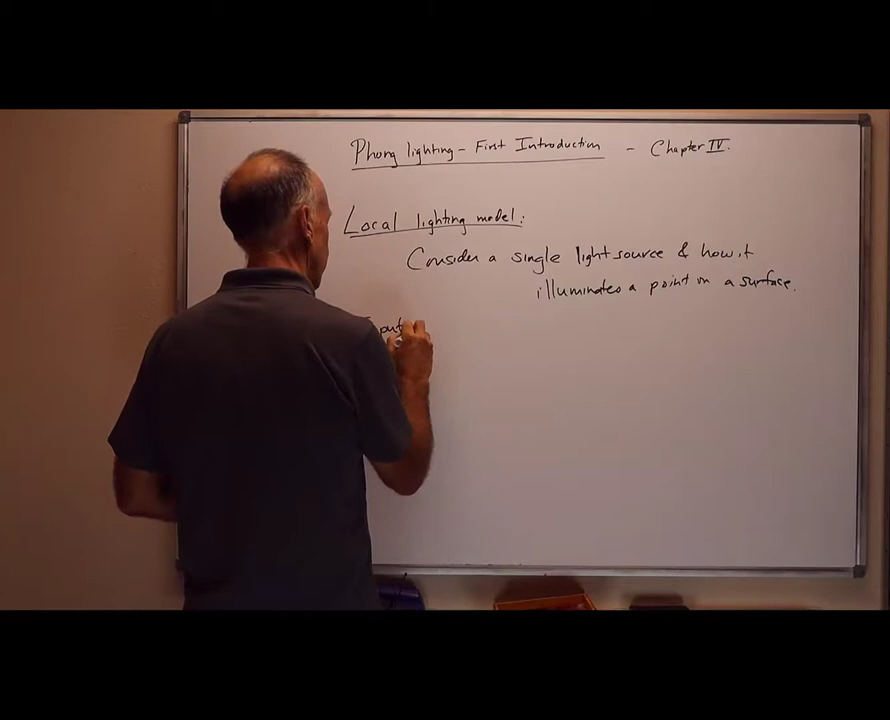 Phong lighting - First Introduction - Chapter IV.
Local lighting model:
Consider a single light source & how it
illuminates a point on a surface.